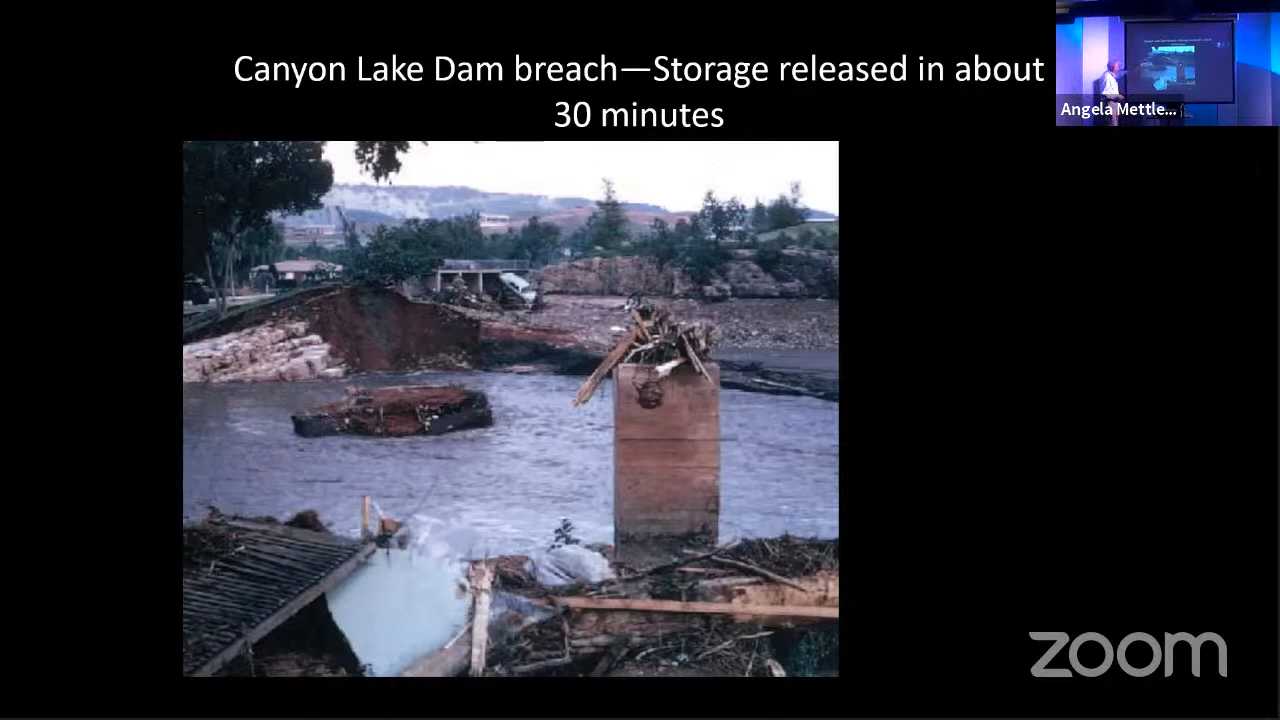 Canyon Lake Dam breach—Storage released in about
30 minutes
Angela Mettle...
zoom